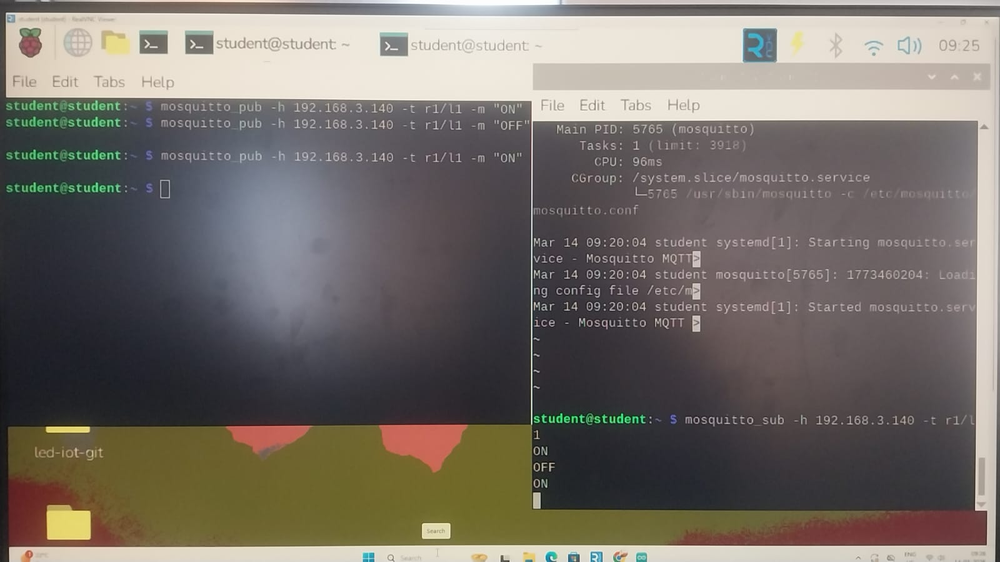 student (student) - RealVNC Viewer
student@student: ~
student@student: ~
09:25
File Edit Tabs Help
student@student:~ $ mosquitto_pub -h 192.168.3.140 -t r1/l1 -m "ON"
student@student:~ $ mosquitto_pub -h 192.168.3.140 -t r1/l1 -m "OFF"
student@student:~ $ mosquitto_pub -h 192.168.3.140 -t r1/l1 -m "ON"
student@student:~ $
File Edit Tabs Help
Main PID: 5765 (mosquitto)
Tasks: 1 (limit: 3918)
CPU: 96ms
CGroup: /system.slice/mosquitto.service
└─5765 /usr/sbin/mosquitto -c /etc/mosquitto/
mosquitto.conf
Mar 14 09:20:04 student systemd[1]: Starting mosquitto.ser
vice - Mosquitto MQTT>
Mar 14 09:20:04 student mosquitto[5765]: 1773460204: Loadi
ng config file /etc/m>
Mar 14 09:20:04 student systemd[1]: Started mosquitto.serv
ice - Mosquitto MQTT >
~
~
~
~
student@student:~ $ mosquitto_sub -h 192.168.3.140 -t r1/l
1
ON
OFF
ON
led-iot-git
Search
Search
ENG